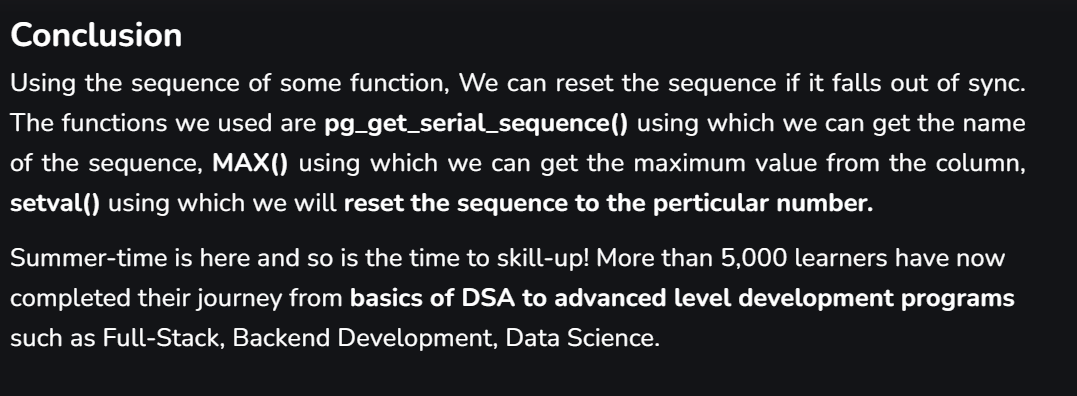 Conclusion
Using the sequence of some function, We can reset the sequence if it falls out of sync.
The functions we used are pg_get_serial_sequence() using which we can get the name
of the sequence, MAX() using which we can get the maximum value from the column,
setval() using which we will reset the sequence to the perticular number.
Summer-time is here and so is the time to skill-up! More than 5,000 learners have now
completed their journey from basics of DSA to advanced level development programs
such as Full-Stack, Backend Development, Data Science.